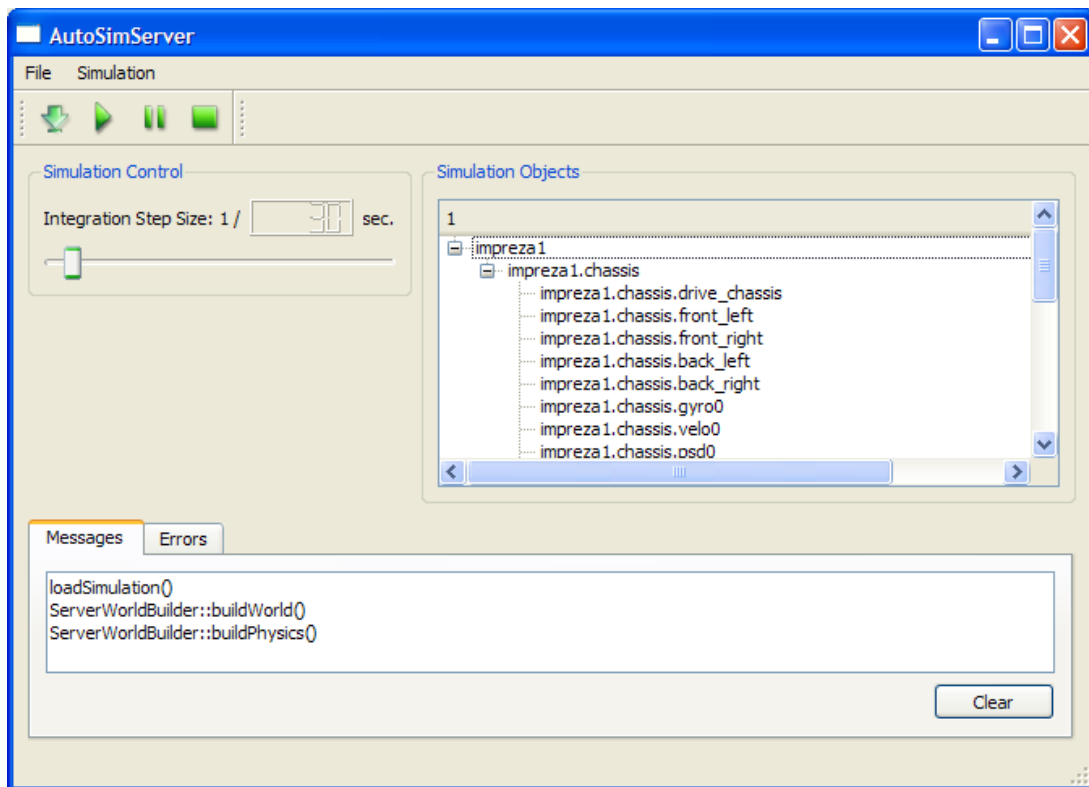 AutoSimServer
File Simulation
Simulation Control
Integration Step Size: 1 / 30 sec.
Simulation Objects
1
impreza1
impreza1.chassis
impreza1.chassis.drive_chassis
impreza1.chassis.front_left
impreza1.chassis.front_right
impreza1.chassis.back_left
impreza1.chassis.back_right
impreza1.chassis.gyro0
impreza1.chassis.velo0
impreza1.chassis.psd0
Messages Errors
loadSimulation()
ServerWorldBuilder::buildWorld()
ServerWorldBuilder::buildPhysics()
Clear